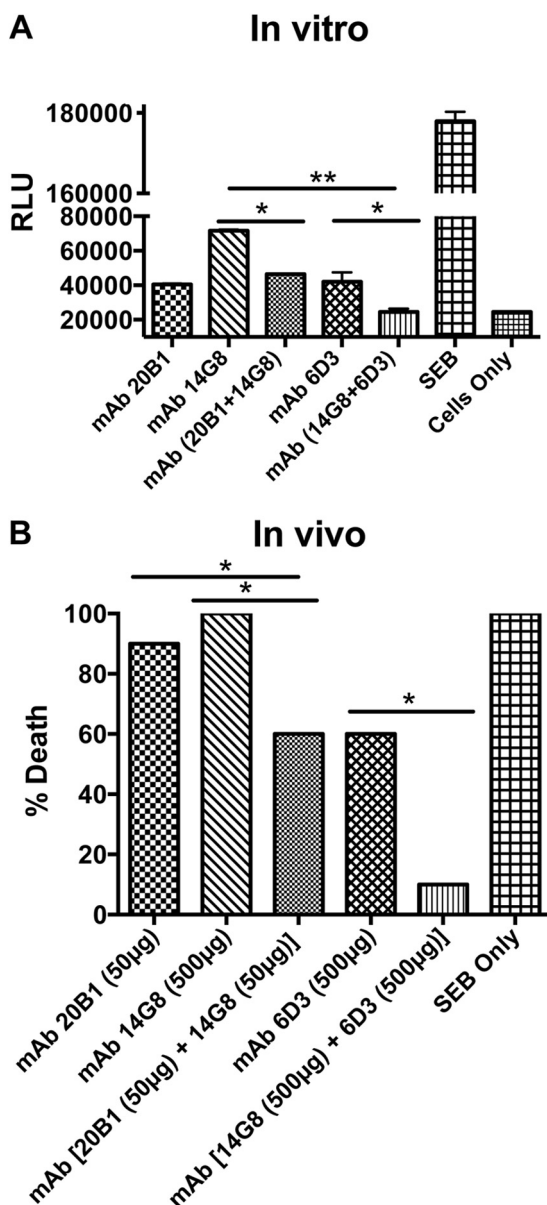 A
In vitro
RLU
180000
160000
80000
60000
40000
20000
**
*
*
mAb 20B1
mAb 14G8
mAb (20B1+14G8)
mAb 6D3
mAb (14G8+6D3)
SEB
Cells Only
B
In vivo
% Death
100
80
60
40
20
0
*
*
*
mAb 20B1 (50µg)
mAb 14G8 (500µg)
mAb [20B1 (50µg) + 14G8 (50µg)]
mAb 6D3 (500µg)
mAb [14G8 (500µg) + 6D3 (500µg)]
SEB Only